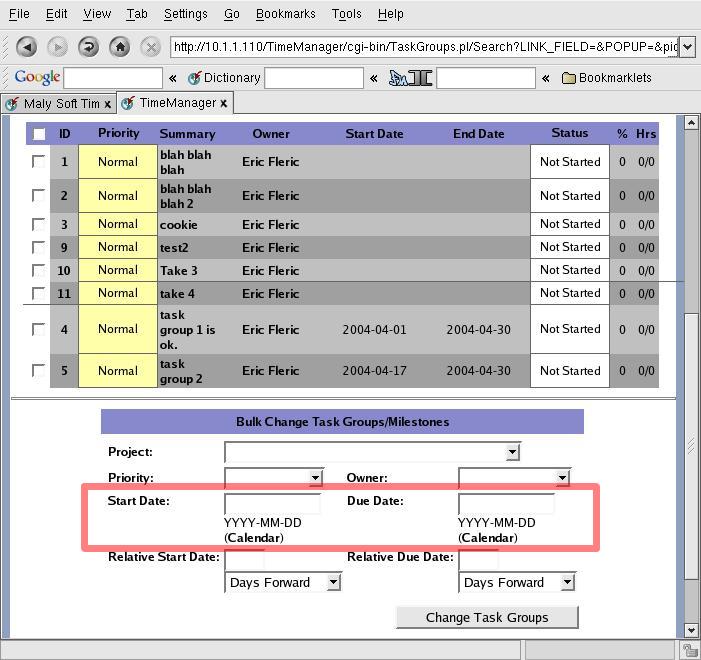 File Edit View Tab Settings Go Bookmarks Tools Help
http://10.1.1.110/TimeManager/cgi-bin/TaskGroups.pl/Search?LINK_FIELD=&POPUP=&pic
Google « Dictionary « « Bookmarklets
Maly Soft Tim x TimeManager x
ID Priority Summary Owner Start Date End Date Status % Hrs
1 Normal blah blah blah Eric Fleric Not Started 0 0/0
2 Normal blah blah blah 2 Eric Fleric Not Started 0 0/0
3 Normal cookie Eric Fleric Not Started 0 0/0
9 Normal test2 Eric Fleric Not Started 0 0/0
10 Normal Take 3 Eric Fleric Not Started 0 0/0
11 Normal take 4 Eric Fleric Not Started 0 0/0
4 Normal task group 1 is ok. Eric Fleric 2004-04-01 2004-04-30 Not Started 0 0/0
5 Normal task group 2 Eric Fleric 2004-04-17 2004-04-30 Not Started 0 0/0
Bulk Change Task Groups/Milestones
Project:
Priority: Owner:
Start Date: Due Date:
YYYY-MM-DD YYYY-MM-DD
(Calendar) (Calendar)
Relative Start Date: Relative Due Date:
Days Forward Days Forward
Change Task Groups